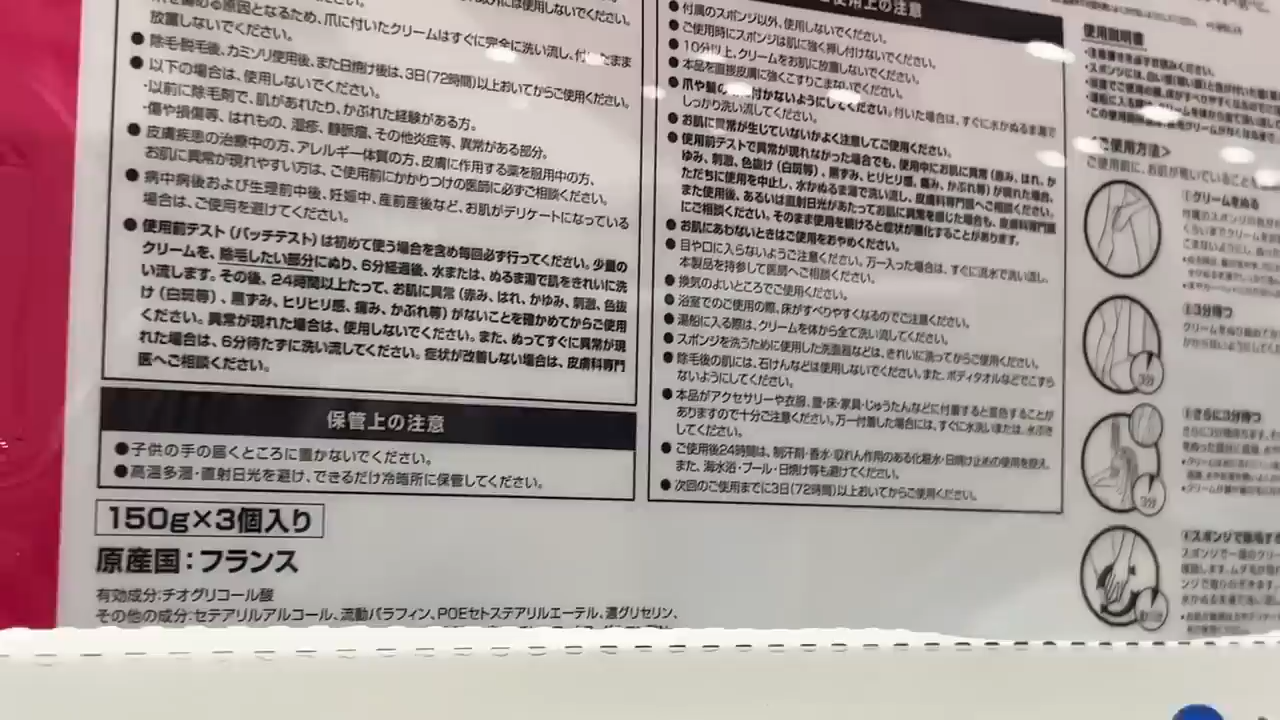 を傷める原因となるため、爪に付いたクリームはすぐに完全に洗い流し、付いたまま
放置しないでください。
●除毛・脱毛後、カミソリ使用後、また日焼け後は、3日(72時間)以上おいてからご使用ください。
●以下の場合は、使用しないでください。
・以前に除毛剤で、肌があれたり、かぶれた経験がある方。
・傷や損傷等、はれもの、湿疹、静脈瘤、その他炎症等、異常がある部分。
●皮膚疾患の治療中の方、アレルギー体質の方、皮膚に作用する薬を服用中の方、
お肌に異常が現れやすい方は、ご使用前にかかりつけの医師に必ずご相談ください。
●病中病後および生理前中後、妊娠中、産前産後など、お肌がデリケートになっている
場合は、ご使用を避けてください。
●使用前テスト(パッチテスト)は初めて使う場合を含め毎回必ず行ってください。少量の
クリームを、除毛したい部分にぬり、6分経過後、水または、ぬるま湯で肌をきれいに洗
い流します。その後、24時間以上たって、お肌に異常(赤み、はれ、かゆみ、刺激、色抜
け(白斑等)、黒ずみ、ヒリヒリ感、痛み、かぶれ等)がないことを確かめてからご使用
ください。異常が現れた場合は、使用しないでください。また、ぬってすぐに異常が現
れた場合は、6分待たずに洗い流してください。症状が改善しない場合は、皮膚科専門
医へご相談ください。
保管上の注意
●子供の手の届くところに置かないでください。
●高温多湿・直射日光を避け、できるだけ冷暗所に保管してください。
150g×3個入り
原産国:フランス
有効成分:チオグリコール酸
その他の成分:セテアリルアルコール、流動パラフィン、POEセトステアリルエーテル、濃グリセリン、
使用上の注意
●付属のスポンジ以外、使用しないでください。
●ご使用時にスポンジは肌に強く押し付けないでください。
●10分以上、クリームをお肌に放置しないでください。
●本品を直接皮膚に強くこすりこまないでください。
●爪や髪の 付かないようにしてください。付いた場合は、すぐに水かぬるま湯で
しっかり洗い流してください。
●お肌に異常が生じていないかよく注意してご使用ください。
●使用前テストで異常が現れなかった場合でも、使用中にお肌に異常(赤み、はれ、か
ゆみ、刺激、色抜け(白斑等)、黒ずみ、ヒリヒリ感、痛み、かぶれ等)が現れた場合、
ただちに使用を中止し、水かぬるま湯で洗い流し、皮膚科専門医へご相談ください。
また使用後、あるいは直射日光があたってお肌に異常を感じた場合も、皮膚科専門医
にご相談ください。そのまま使用を続けると症状が悪化することがあります。
●お肌にあわないときはご使用をおやめください。
●目や口に入らないようご注意ください。万一入った場合は、すぐに流水で洗い流し、
本製品を持参して医師へご相談ください。
●換気のよいところでご使用ください。
●浴室でのご使用の際、床がすべりやすくなるのでご注意ください。
●湯船に入る際は、クリームを体から全て洗い流してください。
●スポンジを洗うために使用した洗面器などは、きれいに洗ってからご使用ください。
●除毛後の肌には、石けんなどは使用しないでください。また、ボディタオルなどでこすら
ないようにしてください。
●本品がアクセサリーや衣服、畳・床・家具・じゅうたんなどに付着すると変色することが
ありますので十分ご注意ください。万一付着した場合には、すぐに水洗いまたは、水ぶき
してください。
●ご使用後24時間は、制汗剤・香水・収れん作用のある化粧水・日焼け止めの使用を控え、
また、海水浴・プール・日焼け等も避けてください。
●次回のご使用までに3日(72時間)以上おいてからご使用ください。
使用説明書
<ご使用方法>
①クリームをぬる
②3分待つ
3分
③さらに3分待つ
3分
④スポンジで除毛する